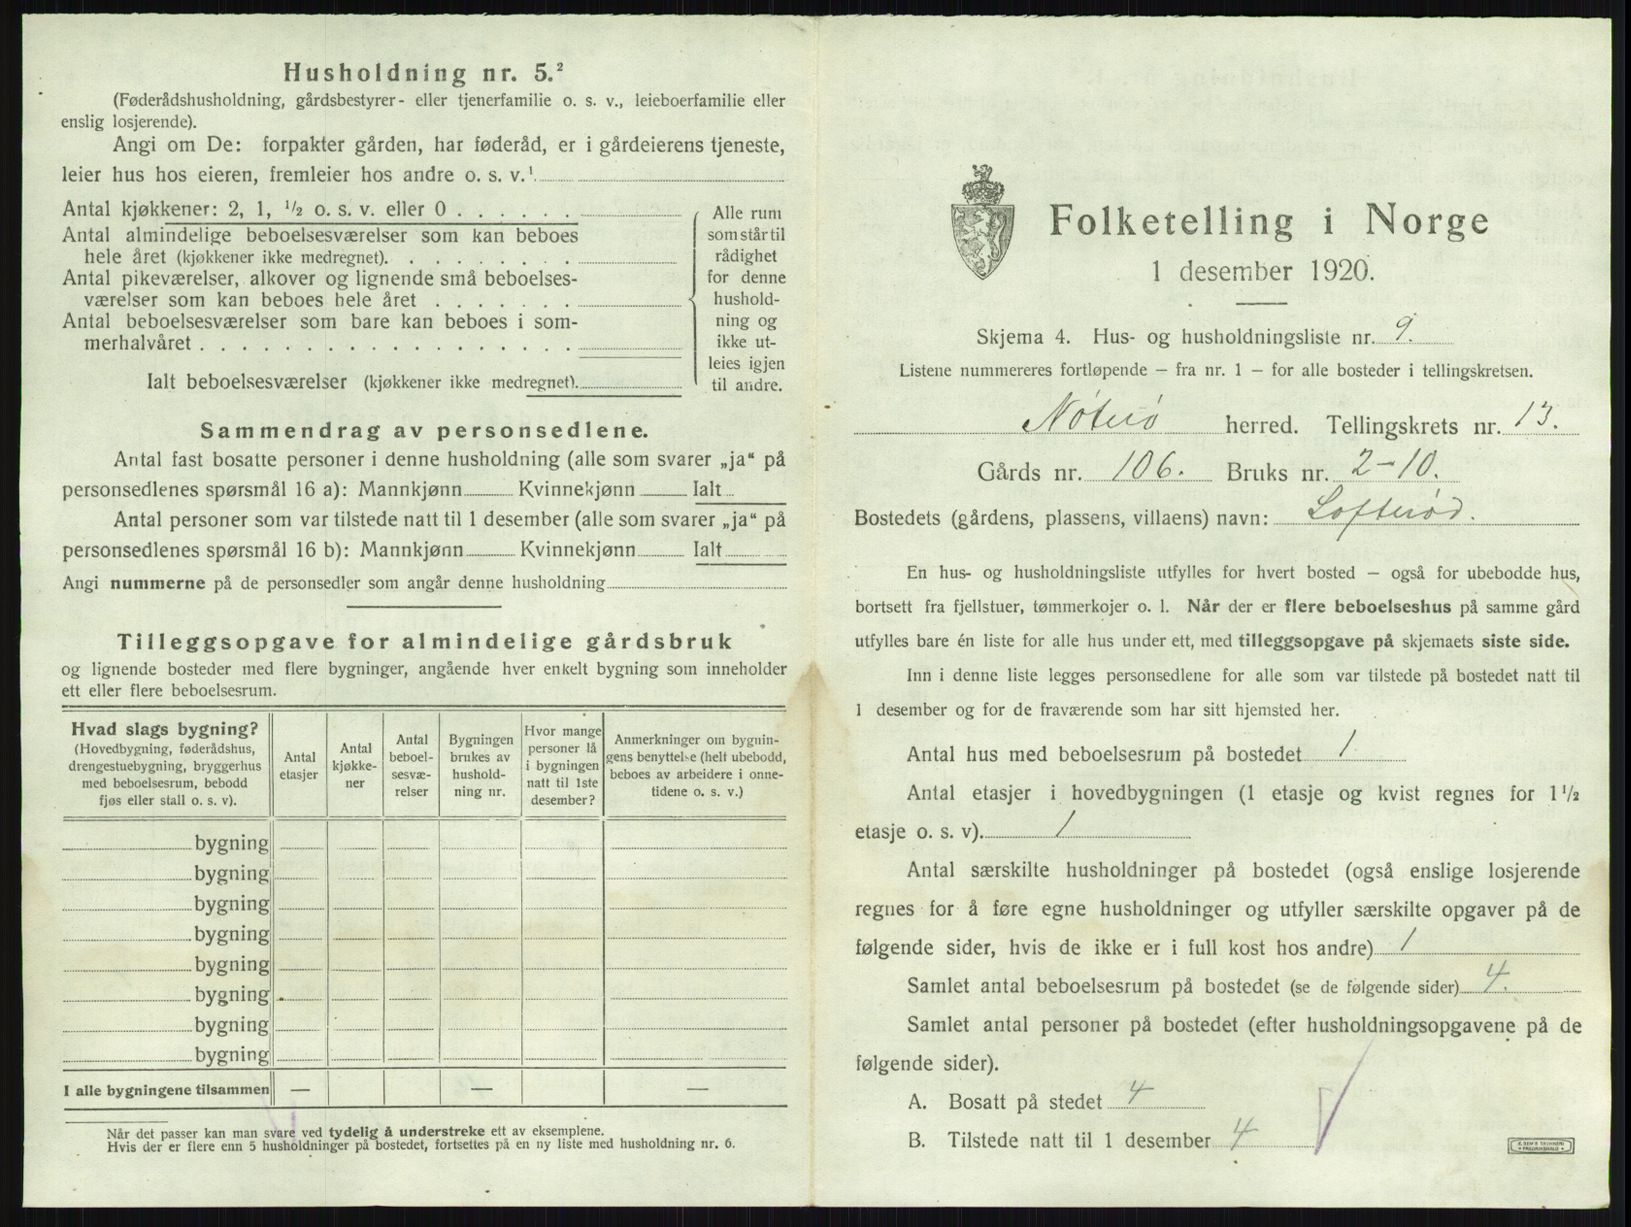 Husholdning nr. 5.²
(Føderådshusholdning, gårdsbestyrer- eller tjenerfamilie o. s. v., leieboerfamilie eller
enslig losjerende).
Angi om De: forpakter gården, har føderåd, er i gårdeierens tjeneste,
leier hus hos eieren, fremleier hos andre o. s. v.¹
Antal kjøkkener: 2, 1, ½ o. s. v. eller 0 . . . . . .
Antal almindelige beboelsesværelser som kan beboes
hele året (kjøkkener ikke medregnet). . . . . . . . .
Antal pikeværelser, alkover og lignende små beboelses-
værelser som kan beboes hele året . . . . . . .
Antal beboelsesværelser som bare kan beboes i som-
merhalvåret . . . . . . . . . . . . . . . . . .
Ialt beboelsesværelser (kjøkkener ikke medregnet).
Alle rum
som står til
rådighet
for denne
hushold-
ning og
ikke ut-
leies igjen
til andre.
Sammendrag av personsedlene.
Antal fast bosatte personer i denne husholdning (alle som svarer „ja“ på
personsedlenes spørsmål 16 a): Mannkjønn Kvinnekjønn Ialt
Antal personer som var tilstede natt til 1 desember (alle som svarer „ja“ på
personsedlenes spørsmål 16 b): Mannkjønn Kvinnekjønn Ialt
Angi nummerne på de personsedler som angår denne husholdning
Tilleggsopgave for almindelige gårdsbruk
og lignende bosteder med flere bygninger, angående hver enkelt bygning som inneholder
ett eller flere beboelsesrum.
Hvad slags bygning?
(Hovedbygning, føderådshus,
drengestuebygning, bryggerhus
med beboelsesrum, bebodd
fjøs eller stall o. s. v).
Antal
etasjer
Antal
kjøkke-
ner
Antal
beboel-
sesvæ-
relser
Bygningen
brukes av
hushold-
ning nr.
Hvor mange
personer lå
i bygningen
natt til 1ste
desember?
Anmerkninger om bygnin-
gens benyttelse (helt ubebodd,
beboes av arbeidere i onne-
tidene o. s. v.)
bygning
bygning
bygning
bygning
bygning
bygning
bygning
bygning
I alle bygningene tilsammen — — —
Når det passer kan man svare ved tydelig å understreke ett av eksemplene.
Hvis der er flere enn 5 husholdninger på bostedet, fortsettes på en ny liste med husholdning nr. 6.
Folketelling i Norge
1 desember 1920.
Skjema 4. Hus- og husholdningsliste nr. 9.
Listene nummereres fortløpende – fra nr. 1 – for alle bosteder i tellingskretsen.
Nøterø herred. Tellingskrets nr. 13.
Gårds nr. 106. Bruks nr. 2-10.
Bostedets (gårdens, plassens, villaens) navn: Lofterød.
En hus- og husholdningsliste utfylles for hvert bosted – også for ubebodde hus,
bortsett fra fjellstuer, tømmerkojer o. l. Når der er flere beboelseshus på samme gård
utfylles bare én liste for alle hus under ett, med tilleggsopgave på skjemaets siste side.
Inn i denne liste legges personsedlene for alle som var tilstede på bostedet natt til
1 desember og for de fraværende som har sitt hjemsted her.
Antal hus med beboelsesrum på bostedet 1
Antal etasjer i hovedbygningen (1 etasje og kvist regnes for 1½
etasje o. s. v). 1
Antal særskilte husholdninger på bostedet (også enslige losjerende
regnes for å føre egne husholdninger og utfyller særskilte opgaver på de
følgende sider, hvis de ikke er i full kost hos andre) 1
Samlet antal beboelsesrum på bostedet (se de følgende sider) 4.
Samlet antal personer på bostedet (efter husholdningsopgavene på de
følgende sider).
A. Bosatt på stedet 4
B. Tilstede natt til 1 desember 4